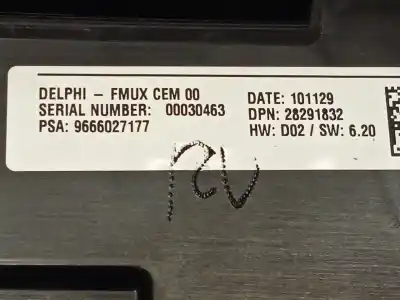 DELPHI - FMUX CEM 00
SERIAL NUMBER: 00030463
PSA: 9666027177
DATE: 101129
DPN: 28291832
HW: D02 / SW: 6.20